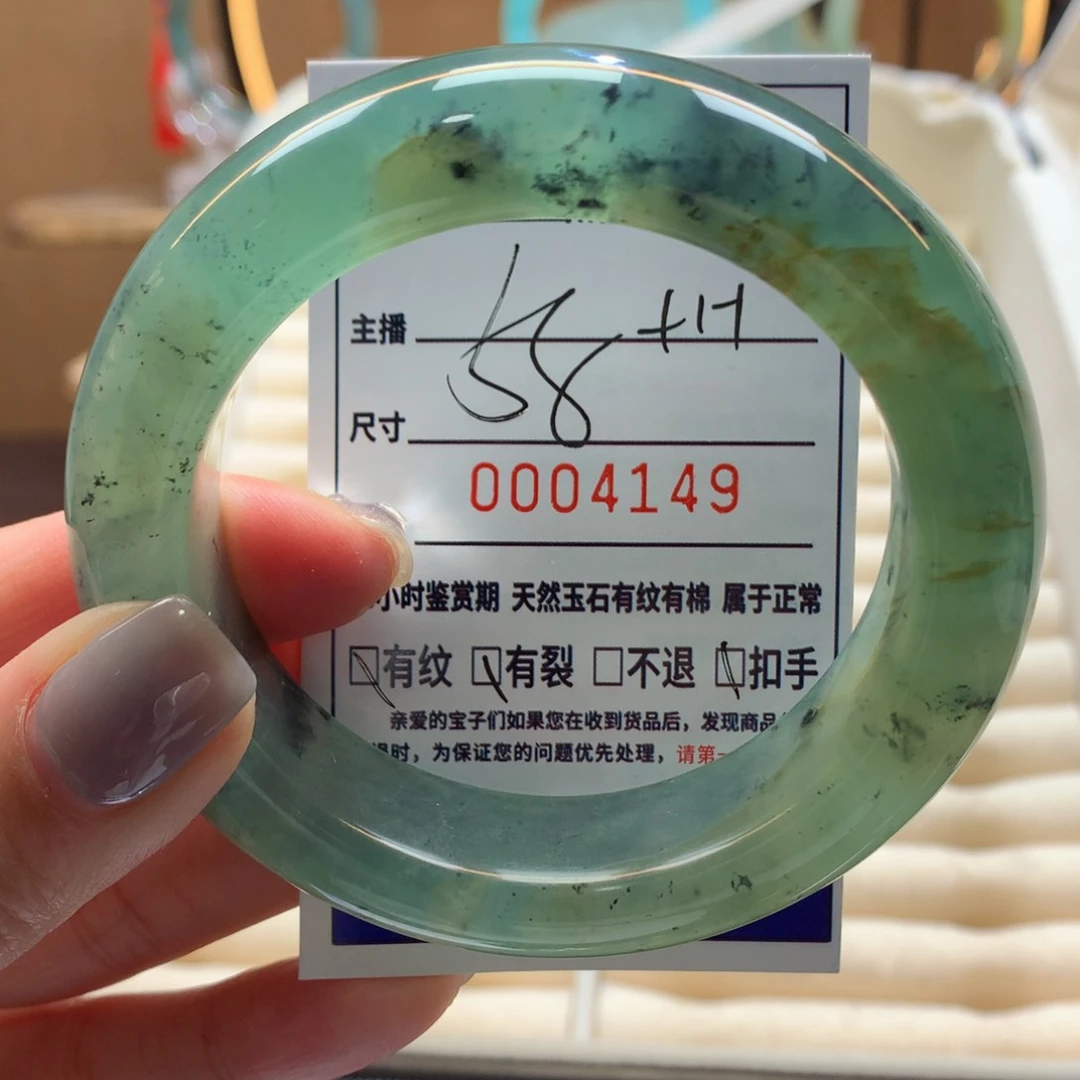 主播
58 +1-1
尺寸
0004149
小时鉴赏期 天然玉石有纹有棉 属于正常
☐有纹 ☐有裂 ☐不退 ☐扣手
亲爱的宝子们如果您在收到货品后，发现商品
时，为保证您的问题优先处理，请第一